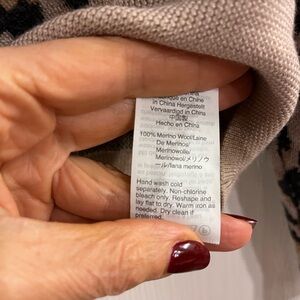 en Chine
in China Hergestellt
Vervaardigd in China
中国製
Hecho en China
100% Merino Wool/Laine
De Merinos/
Merinowolle/
Merinowol/メリノウ
ール/lana merino
Hand wash cold
separately. Non-chlorine
bleach only. Reshape and
lay flat to dry. Warm iron as
needed. Dry clean if
preferred.